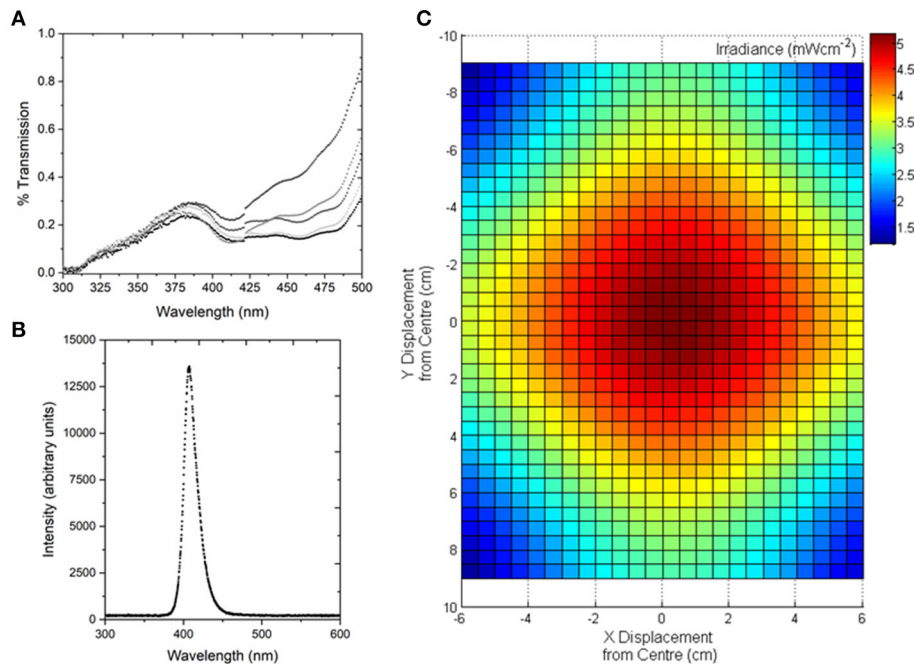 A
% Transmission
1.0
0.8
0.6
0.4
0.2
0.0
300 325 350 375 400 425 450 475 500
Wavelength (nm)
B
Intensity (arbitrary units)
15000
12500
10000
7500
5000
2500
0
300 400 500 600
Wavelength (nm)
C
Irradiance (mWcm-2)
Y Displacement
from Centre (cm)
-10
-8
-6
-4
-2
0
2
4
6
8
10
-6 -4 -2 0 2 4 6
X Displacement
from Centre (cm)
5
4.5
4
3.5
3
2.5
2
1.5